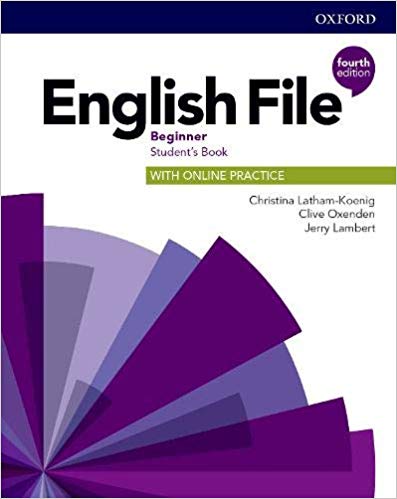 OXFORD
fourth
edition
English File
Beginner
Student's Book
WITH ONLINE PRACTICE
Christina Latham-Koenig
Clive Oxenden
Jerry Lambert